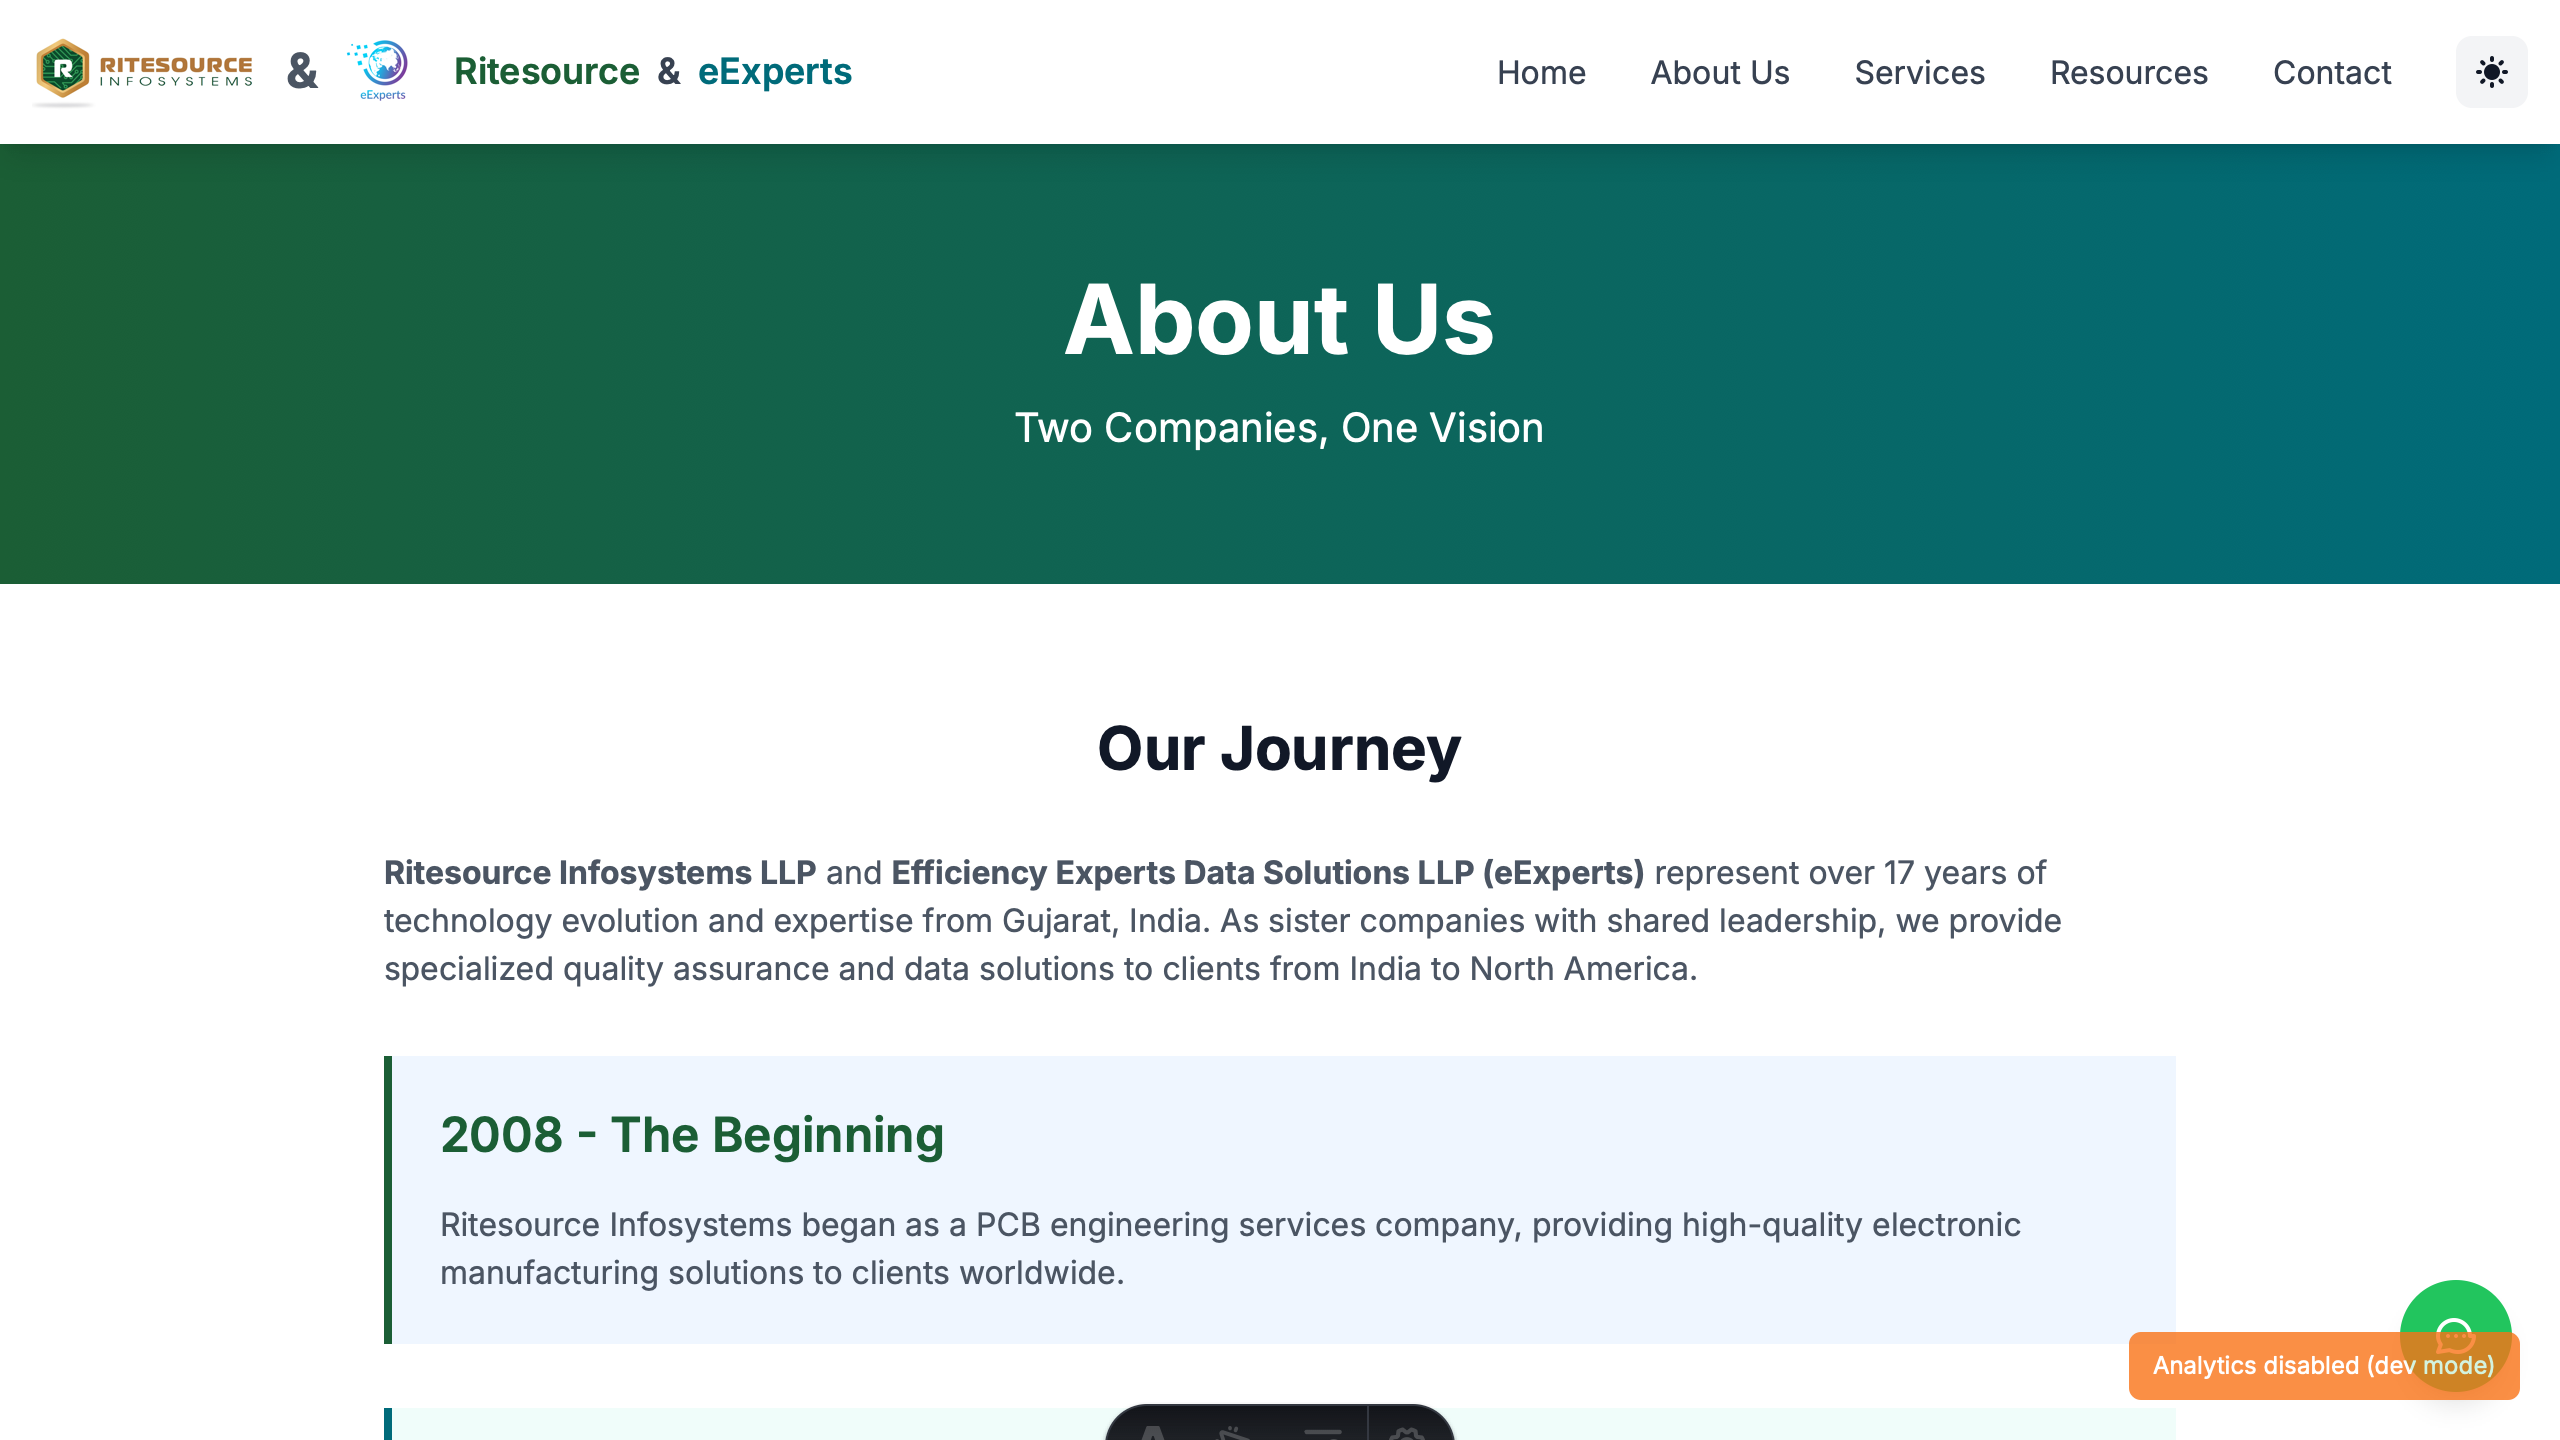 RITESOURCE
INFOSYSTEMS
&
eExperts
Ritesource & eExperts
Home
About Us
Services
Resources
Contact
About Us
Two Companies, One Vision
Our Journey
Ritesource Infosystems LLP and Efficiency Experts Data Solutions LLP (eExperts) represent over 17 years of
technology evolution and expertise from Gujarat, India. As sister companies with shared leadership, we provide
specialized quality assurance and data solutions to clients from India to North America.
2008 - The Beginning
Ritesource Infosystems began as a PCB engineering services company, providing high-quality electronic
manufacturing solutions to clients worldwide.
Analytics disabled (dev mode)